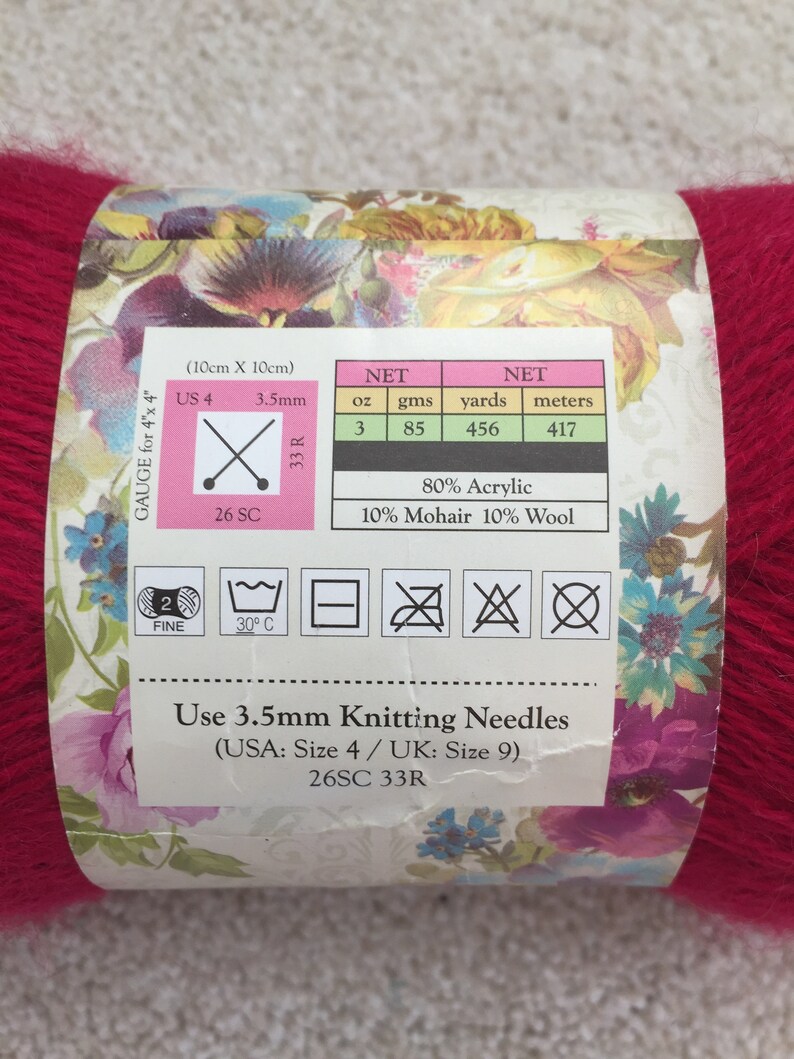 (10cm X 10cm)
GAUGE for 4"x 4"
US 4 3.5mm
33 R
26 SC
NET NET
oz gms yards meters
3 85 456 417
80% Acrylic
10% Mohair 10% Wool
2
FINE
30º C
Use 3.5mm Knitting Needles
(USA: Size 4 / UK: Size 9)
26SC 33R